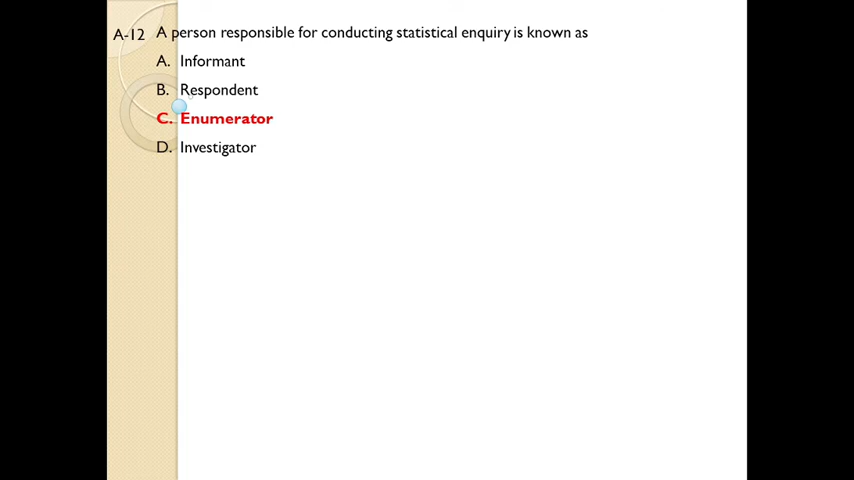 A-12 A person responsible for conducting statistical enquiry is known as
A. Informant
B. Respondent
C. Enumerator
D. Investigator